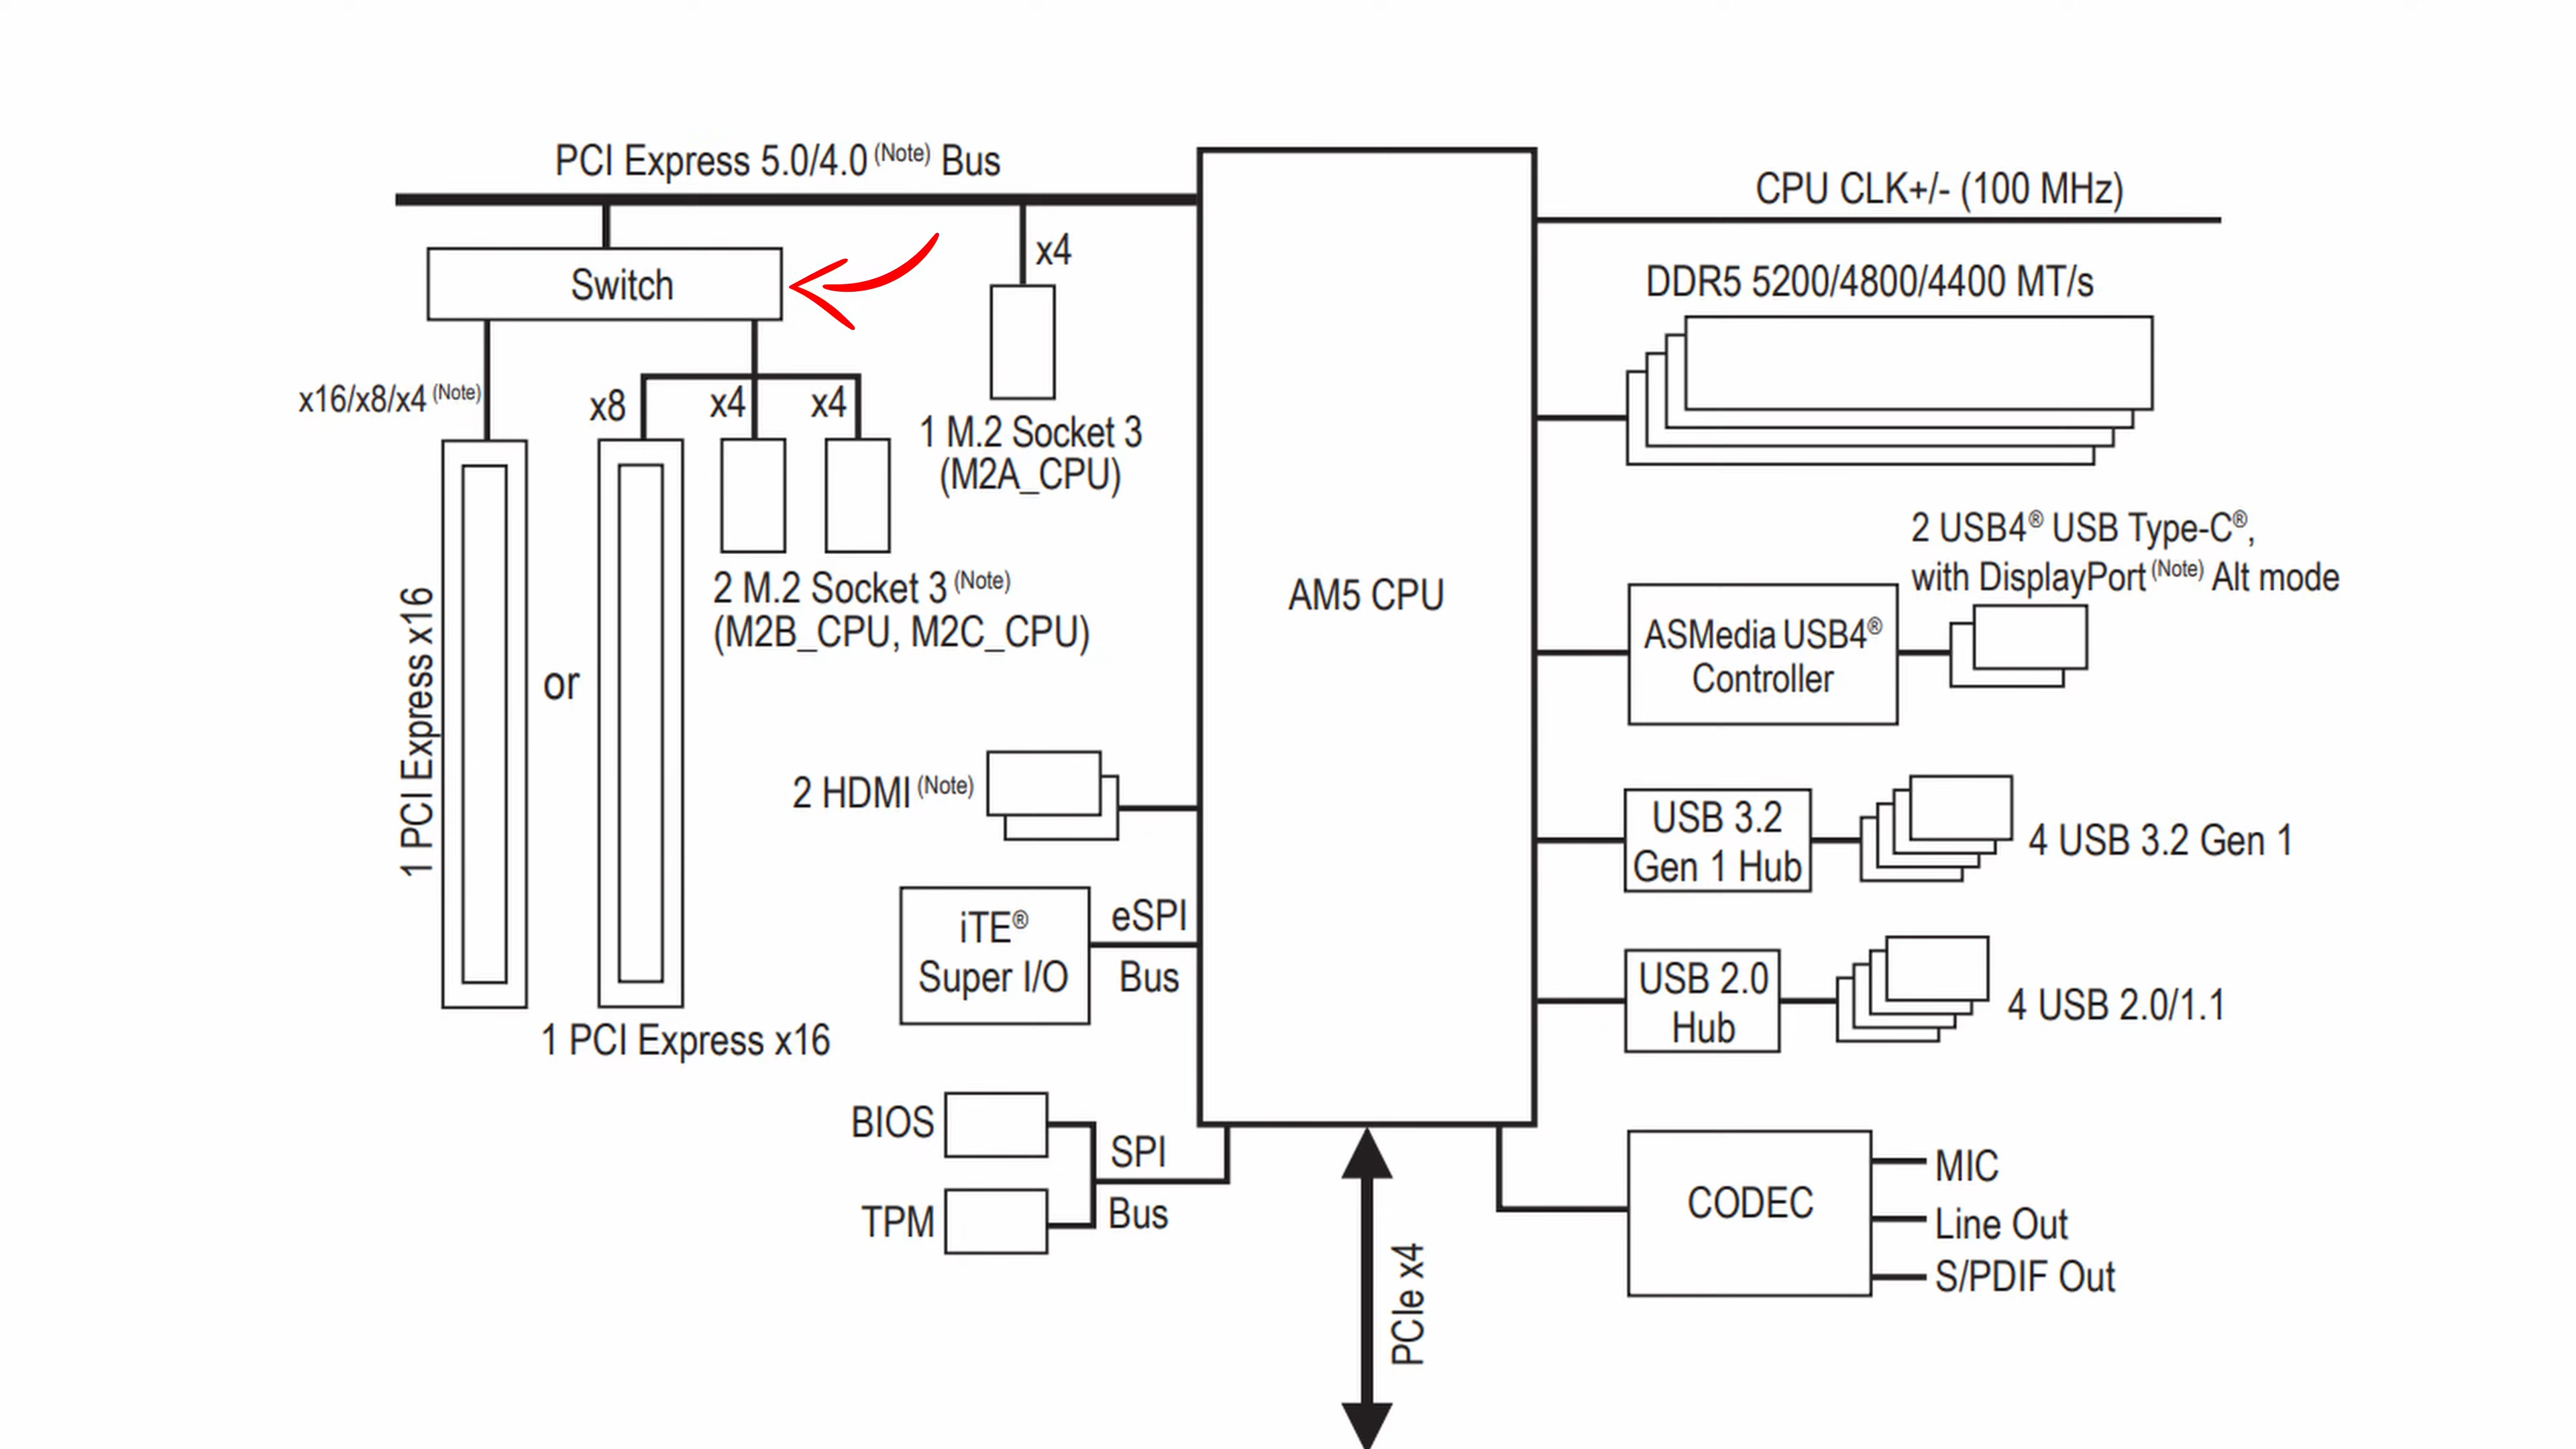 PCI Express 5.0/4.0 (Note) Bus
Switch
x4
x16/x8/x4 (Note)
x8
x4
x4
1 M.2 Socket 3
(M2A_CPU)
2 M.2 Socket 3 (Note)
(M2B_CPU, M2C_CPU)
1 PCI Express x16
or
1 PCI Express x16
2 HDMI (Note)
iTE®
Super I/O
eSPI
Bus
BIOS
TPM
SPI
Bus
AM5 CPU
PCIe x4
CPU CLK+/- (100 MHz)
DDR5 5200/4800/4400 MT/s
2 USB4® USB Type-C®,
with DisplayPort (Note) Alt mode
ASMedia USB4®
Controller
USB 3.2
Gen 1 Hub
4 USB 3.2 Gen 1
USB 2.0
Hub
4 USB 2.0/1.1
CODEC
MIC
Line Out
S/PDIF Out